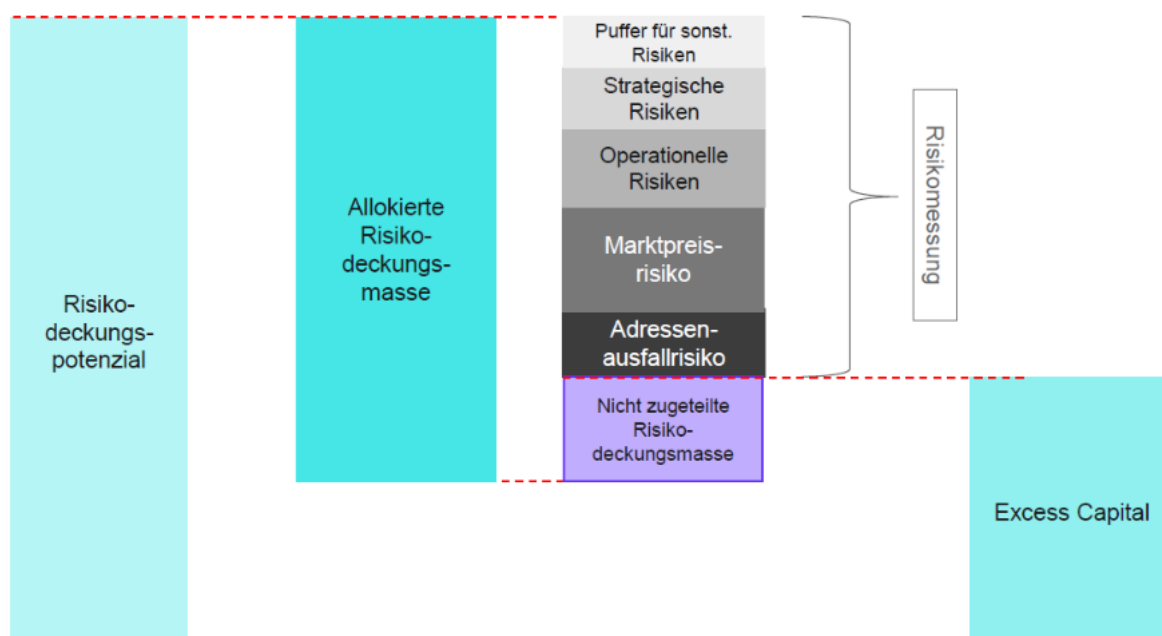 Risiko-
deckungs-
potenzial
Allokierte
Risiko-
deckungs-
masse
Puffer für sonst.
Risiken
Strategische
Risiken
Operationelle
Risiken
Marktpreis-
risiko
Adressen-
ausfallrisiko
Nicht zugeteilte
Risiko-
deckungsmasse
Risikomessung
Excess Capital